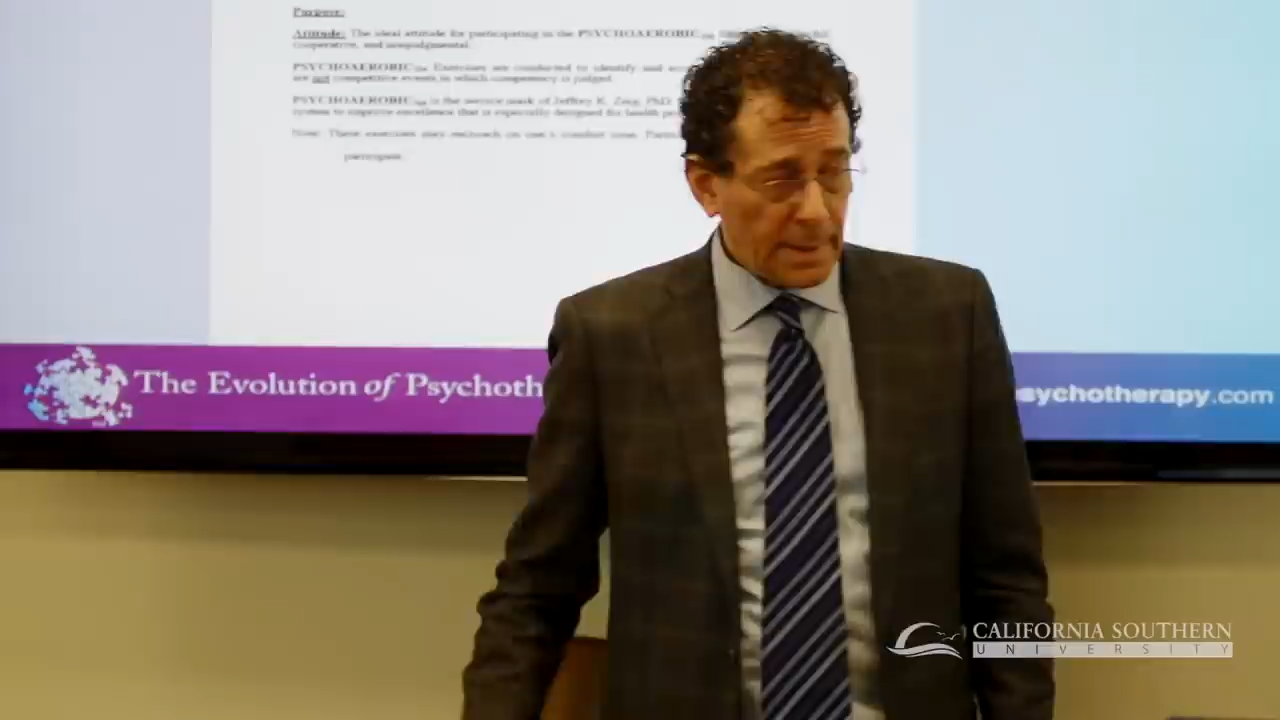 Purpose:
Attitude: The ideal attitude for participating in the PSYCHOAEROBIC
cooperative, and nonjudgmental.
PSYCHOAEROBIC Exercises are conducted to identify and
are not competitive events in which competency is judged.
PSYCHOAEROBIC is the service mark of Jeffrey K. Zeig, PhD.
system to improve excellence that is especially designed for health
Note: These exercises may encroach on one's comfort zone.
participate.
The Evolution of Psychoth
sychotherapy.com
CALIFORNIA SOUTHERN
UNIVERSITY